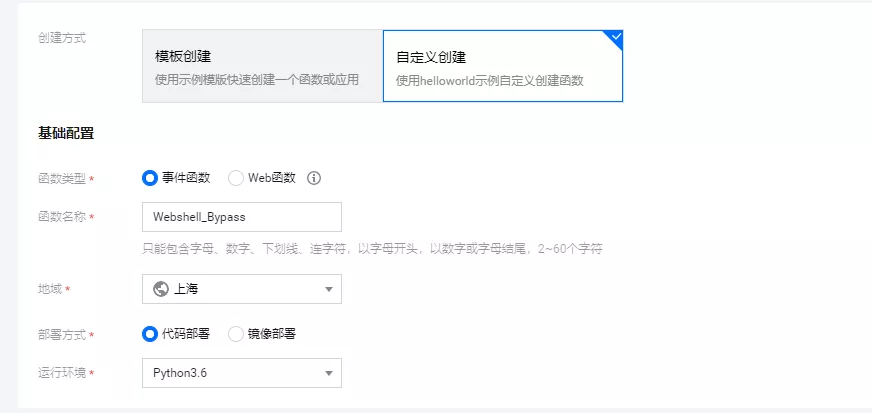 创建方式
模板创建
使用示例模版快速创建一个函数或应用
自定义创建
使用helloworld示例自定义创建函数
基础配置
函数类型 * 事件函数 Web函数
函数名称 * Webshell_Bypass
只能包含字母、数字、下划线、连字符，以字母开头，以数字或字母结尾，2~60个字符
地域 * 上海
部署方式 * 代码部署 镜像部署
运行环境 * Python3.6